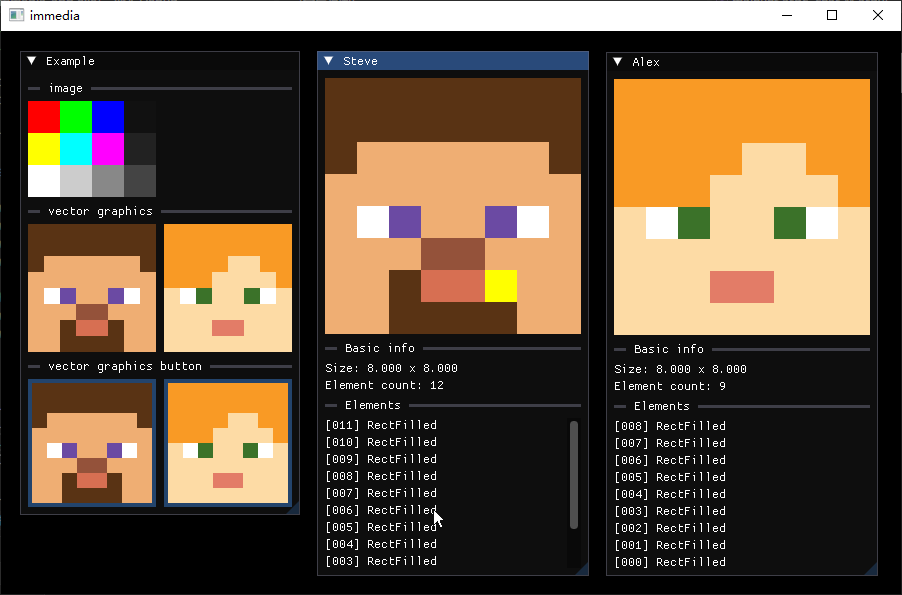 immedia
Example
image
vector graphics
vector graphics button
Steve
Basic info
Size: 8.000 x 8.000
Element count: 12
Elements
[011] RectFilled
[010] RectFilled
[009] RectFilled
[008] RectFilled
[007] RectFilled
[006] RectFilled
[005] RectFilled
[004] RectFilled
[003] RectFilled
Alex
Basic info
Size: 8.000 x 8.000
Element count: 9
Elements
[008] RectFilled
[007] RectFilled
[006] RectFilled
[005] RectFilled
[004] RectFilled
[003] RectFilled
[002] RectFilled
[001] RectFilled
[000] RectFilled